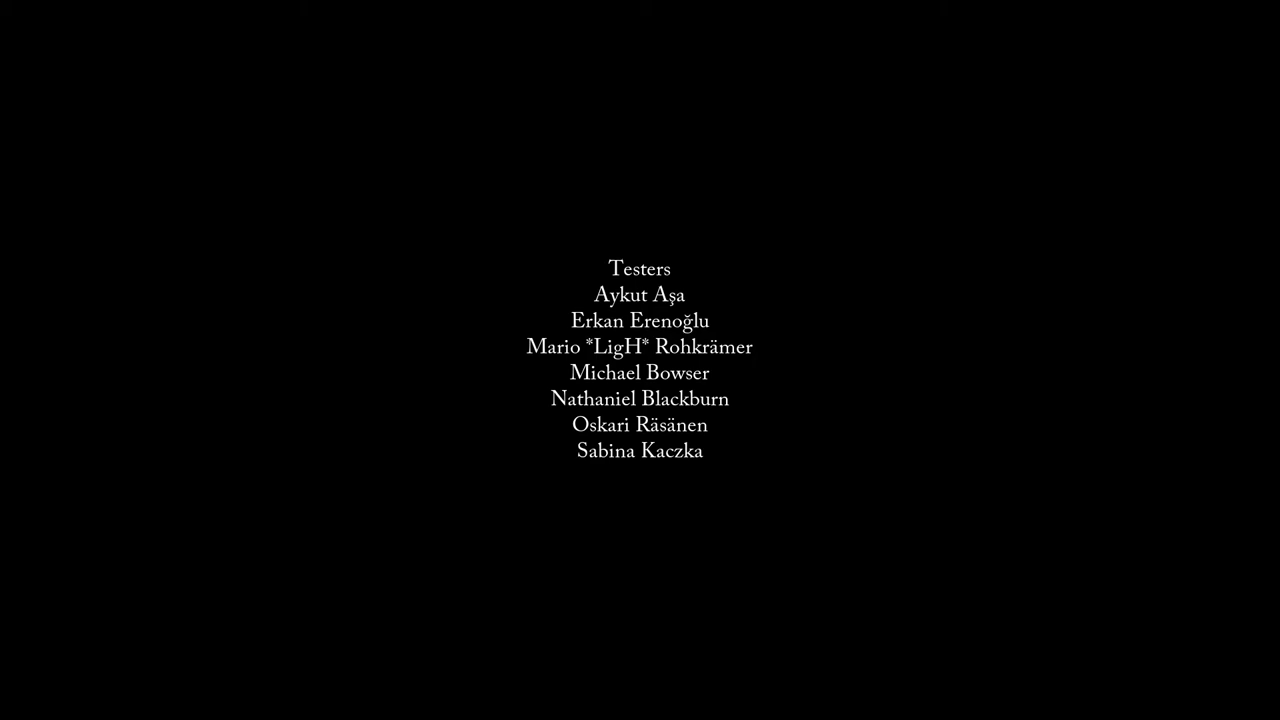 Testers
Aykut Aşa
Erkan Erenoğlu
Mario *LigH* Rohkrämer
Michael Bowser
Nathaniel Blackburn
Oskari Räsänen
Sabina Kaczka